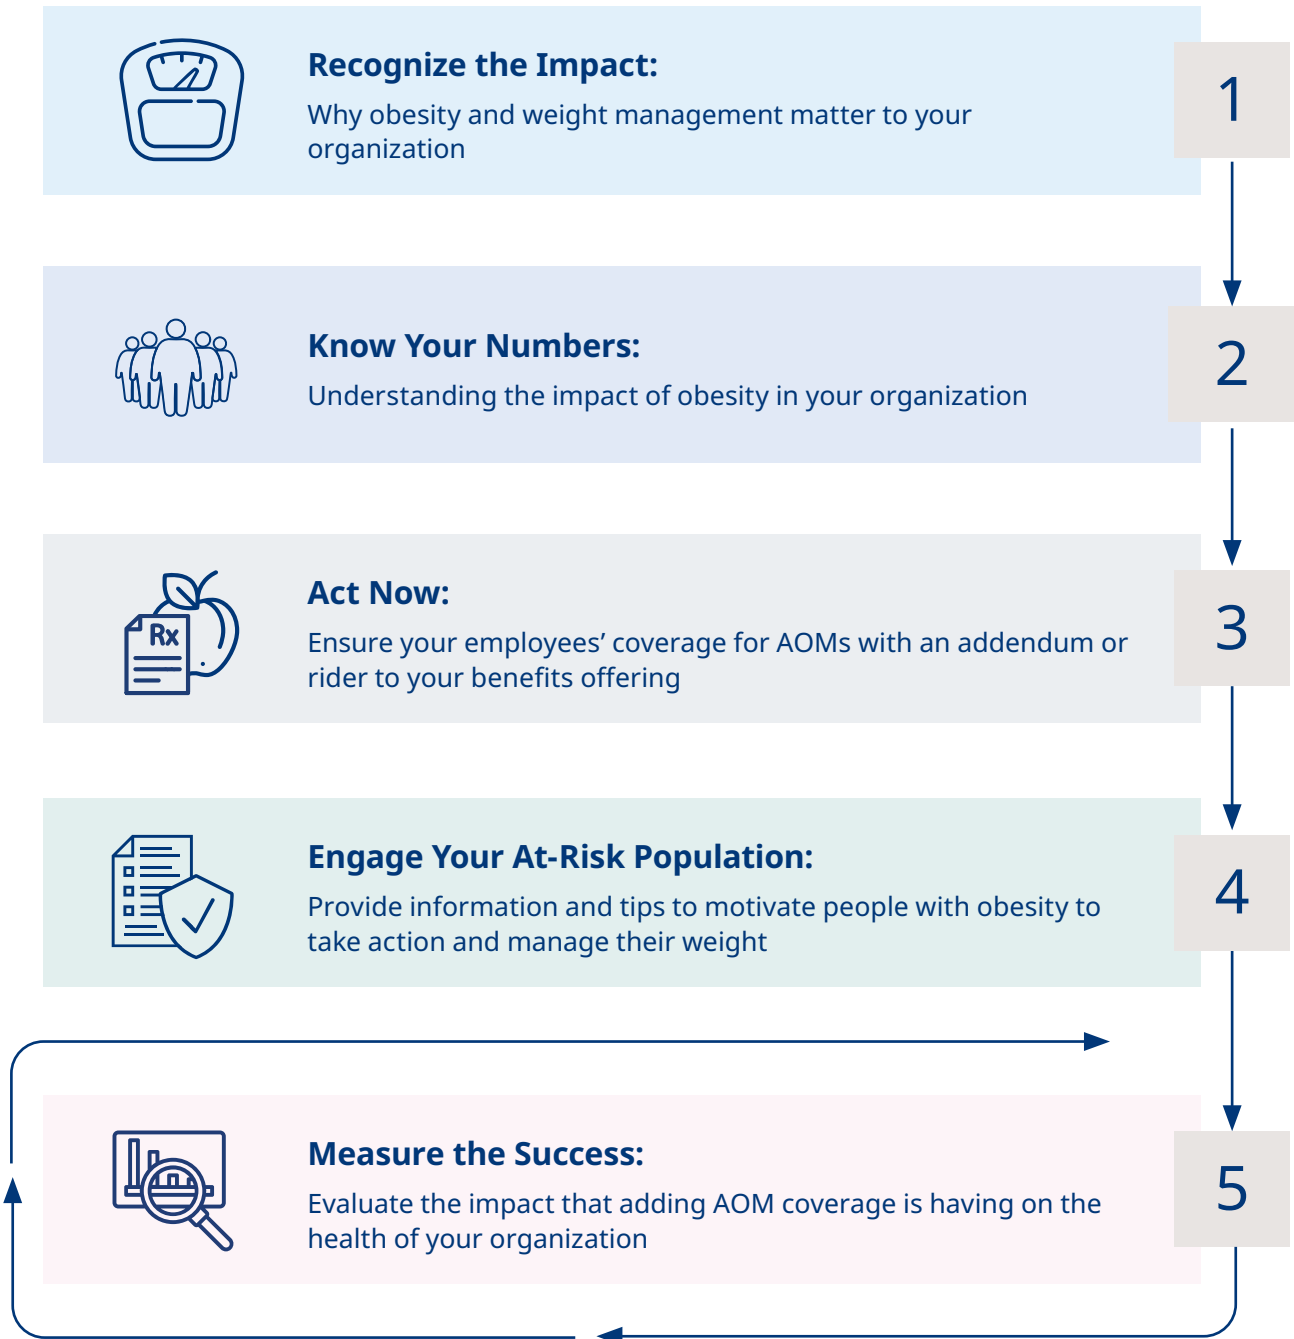 Recognize the Impact:
Why obesity and weight management matter to your
organization
1
Know Your Numbers:
Understanding the impact of obesity in your organization
2
Act Now:
Ensure your employees’ coverage for AOMs with an addendum or
rider to your benefits offering
Rx
3
Engage Your At-Risk Population:
Provide information and tips to motivate people with obesity to
take action and manage their weight
4
Measure the Success:
Evaluate the impact that adding AOM coverage is having on the
health of your organization
5